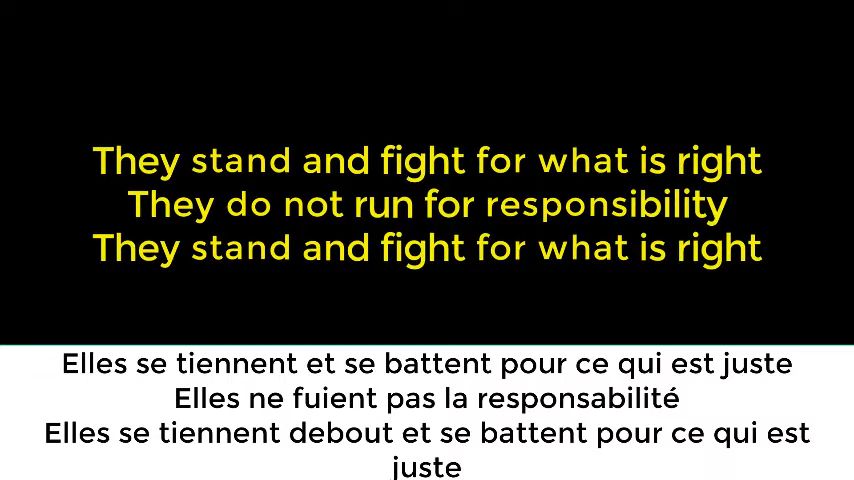 They stand and fight for what is right
They do not run for responsibility
They stand and fight for what is right
Elles se tiennent et se battent pour ce qui est juste
Elles ne fuient pas la responsabilité
Elles se tiennent debout et se battent pour ce qui est
juste